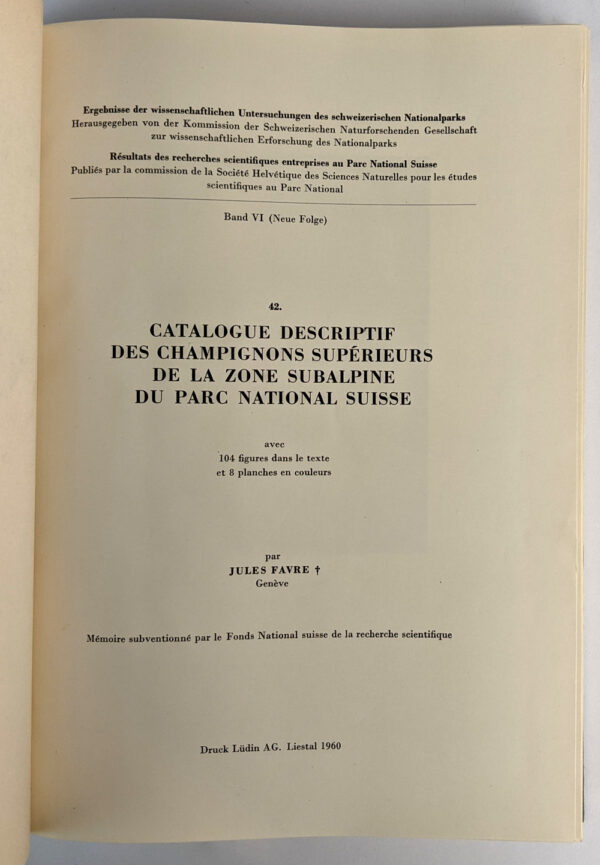 Ergebnisse der wissenschaftlichen Untersuchungen des schweizerischen Nationalparks
Herausgegeben von der Kommission der Schweizerischen Naturforschenden Gesellschaft
zur wissenschaftlichen Erforschung des Nationalparks
Résultats des recherches scientifiques entreprises au Parc National Suisse
Publiés par la commission de la Société Helvétique des Sciences Naturelles pour les études
scientifiques au Parc National
Band VI (Neue Folge)
42.
CATALOGUE DESCRIPTIF
DES CHAMPIGNONS SUPÉRIEURS
DE LA ZONE SUBALPINE
DU PARC NATIONAL SUISSE
avec
104 figures dans le texte
et 8 planches en couleurs
par
JULES FAVRE †
Genève
Mémoire subventionné par le Fonds National suisse de la recherche scientifique
Druck Lüdin AG. Liestal 1960